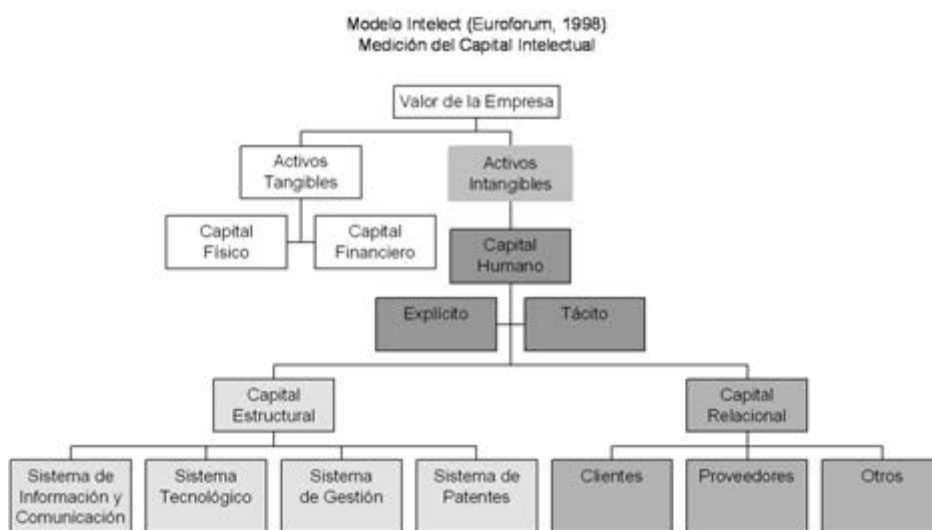 Modelo Intelect (Euroforum, 1998)
Medición del Capital Intelectual
Valor de la Empresa
Activos
Tangibles
Activos
Intangibles
Capital
Físico
Capital
Financiero
Capital
Humano
Explícito
Tácito
Capital
Estructural
Capital
Relacional
Sistema de
Información y
Comunicación
Sistema
Tecnológico
Sistema
de Gestión
Sistema de
Patentes
Clientes
Proveedores
Otros